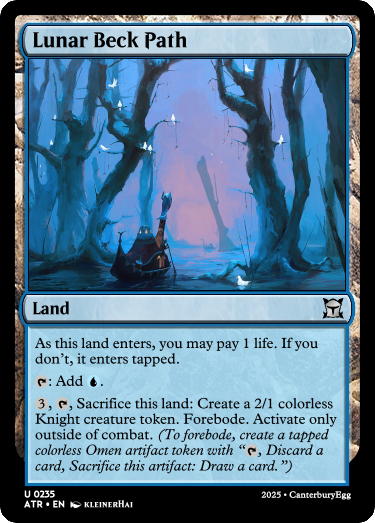 Lunar Beck Path
Land
As this land enters, you may pay 1 life. If you
don't, it enters tapped.
: Add .
3, , Sacrifice this land: Create a 2/1 colorless
Knight creature token. Forebode. Activate only
outside of combat. (To forebode, create a tapped
colorless Omen artifact token with “, Discard a
card, Sacrifice this artifact: Draw a card.”)
U 0235
ATR • EN KLEINERHAI
2025 • CanterburyEgg